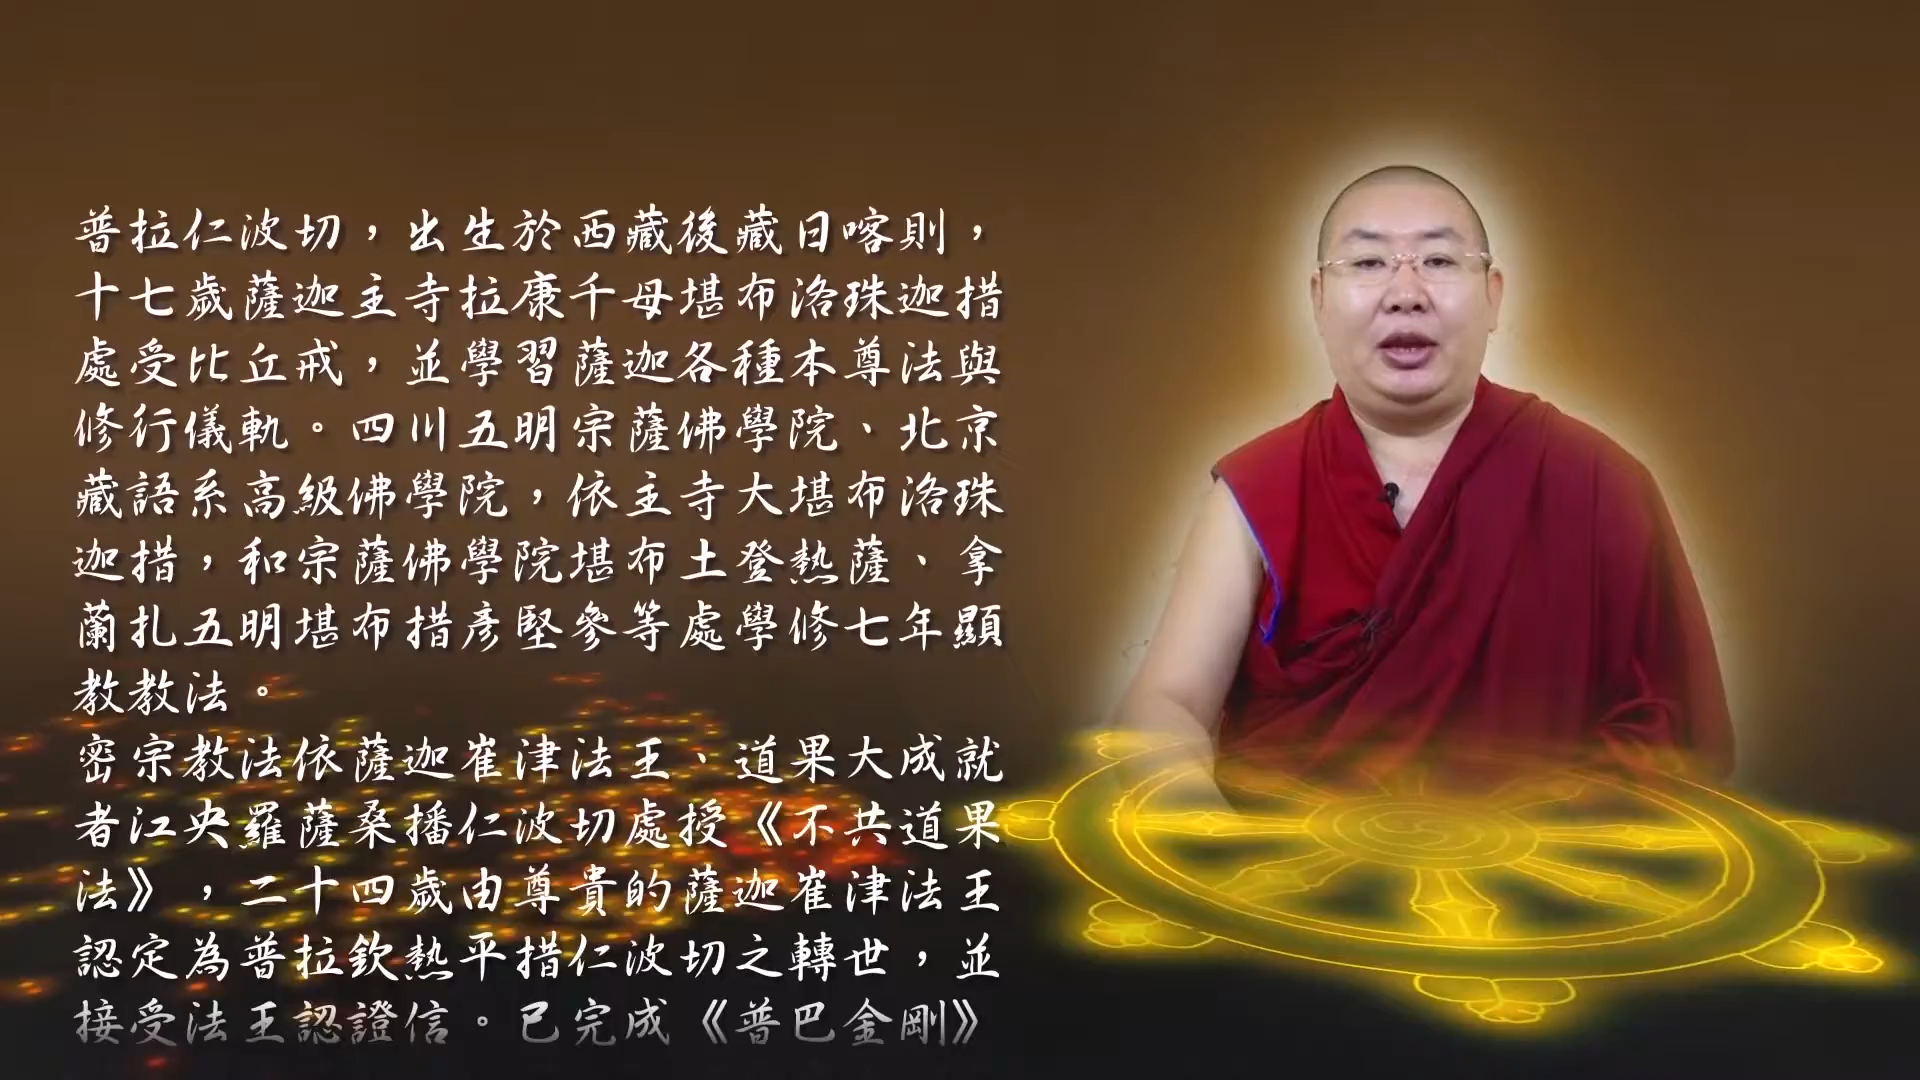 普拉仁波切，出生於西藏後藏日喀則，
十七歲薩迦主寺拉康千母堪布洛珠迦措
處受比丘戒，並學習薩迦各種本尊法與
修行儀軌。四川五明宗薩佛學院、北京
藏語系高級佛學院，依主寺大堪布洛珠
迦措，和宗薩佛學院堪布土登熱薩、拿
蘭扎五明堪布措彥堅參等處學修七年顯
教教法。
密宗教法依薩迦崔津法王、道果大成就
者江央羅薩桑播仁波切處授《不共道果
法》，二十四歲由尊貴的薩迦崔津法王
認定為普拉欽熱平措仁波切之轉世，並
接受法王認證信。已完成《普巴金剛》